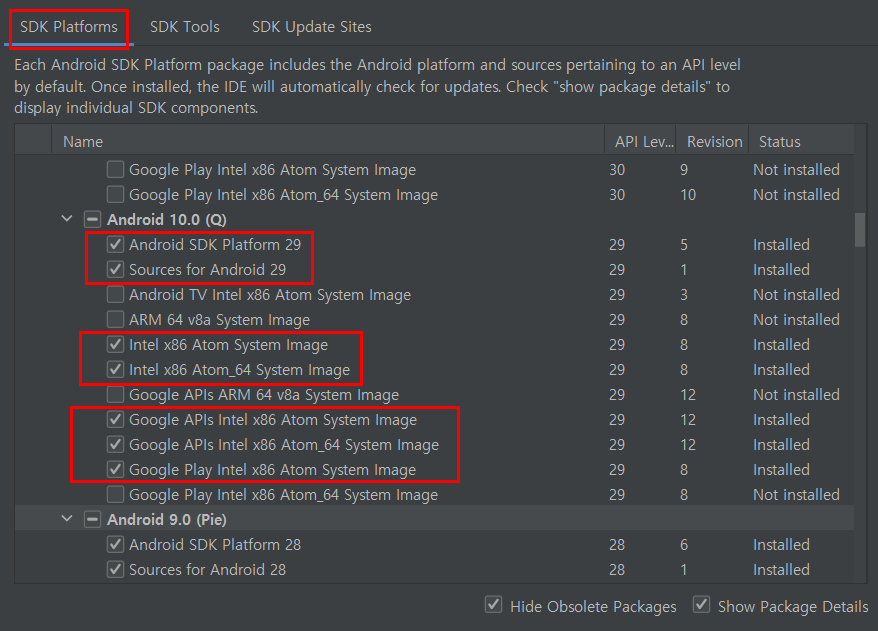 SDK Platforms SDK Tools SDK Update Sites
Each Android SDK Platform package includes the Android platform and sources pertaining to an API level
by default. Once installed, the IDE will automatically check for updates. Check "show package details" to
display individual SDK components.
Name API Lev... Revision Status
Google Play Intel x86 Atom System Image 30 9 Not installed
Google Play Intel x86 Atom_64 System Image 30 10 Not installed
Android 10.0 (Q)
Android SDK Platform 29 29 5 Installed
Sources for Android 29 29 1 Installed
Android TV Intel x86 Atom System Image 29 3 Not installed
ARM 64 v8a System Image 29 8 Not installed
Intel x86 Atom System Image 29 8 Installed
Intel x86 Atom_64 System Image 29 8 Installed
Google APIs ARM 64 v8a System Image 29 12 Not installed
Google APIs Intel x86 Atom System Image 29 12 Installed
Google APIs Intel x86 Atom_64 System Image 29 12 Installed
Google Play Intel x86 Atom System Image 29 8 Installed
Google Play Intel x86 Atom_64 System Image 29 8 Not installed
Android 9.0 (Pie)
Android SDK Platform 28 28 6 Installed
Sources for Android 28 28 1 Installed
Hide Obsolete Packages Show Package Details